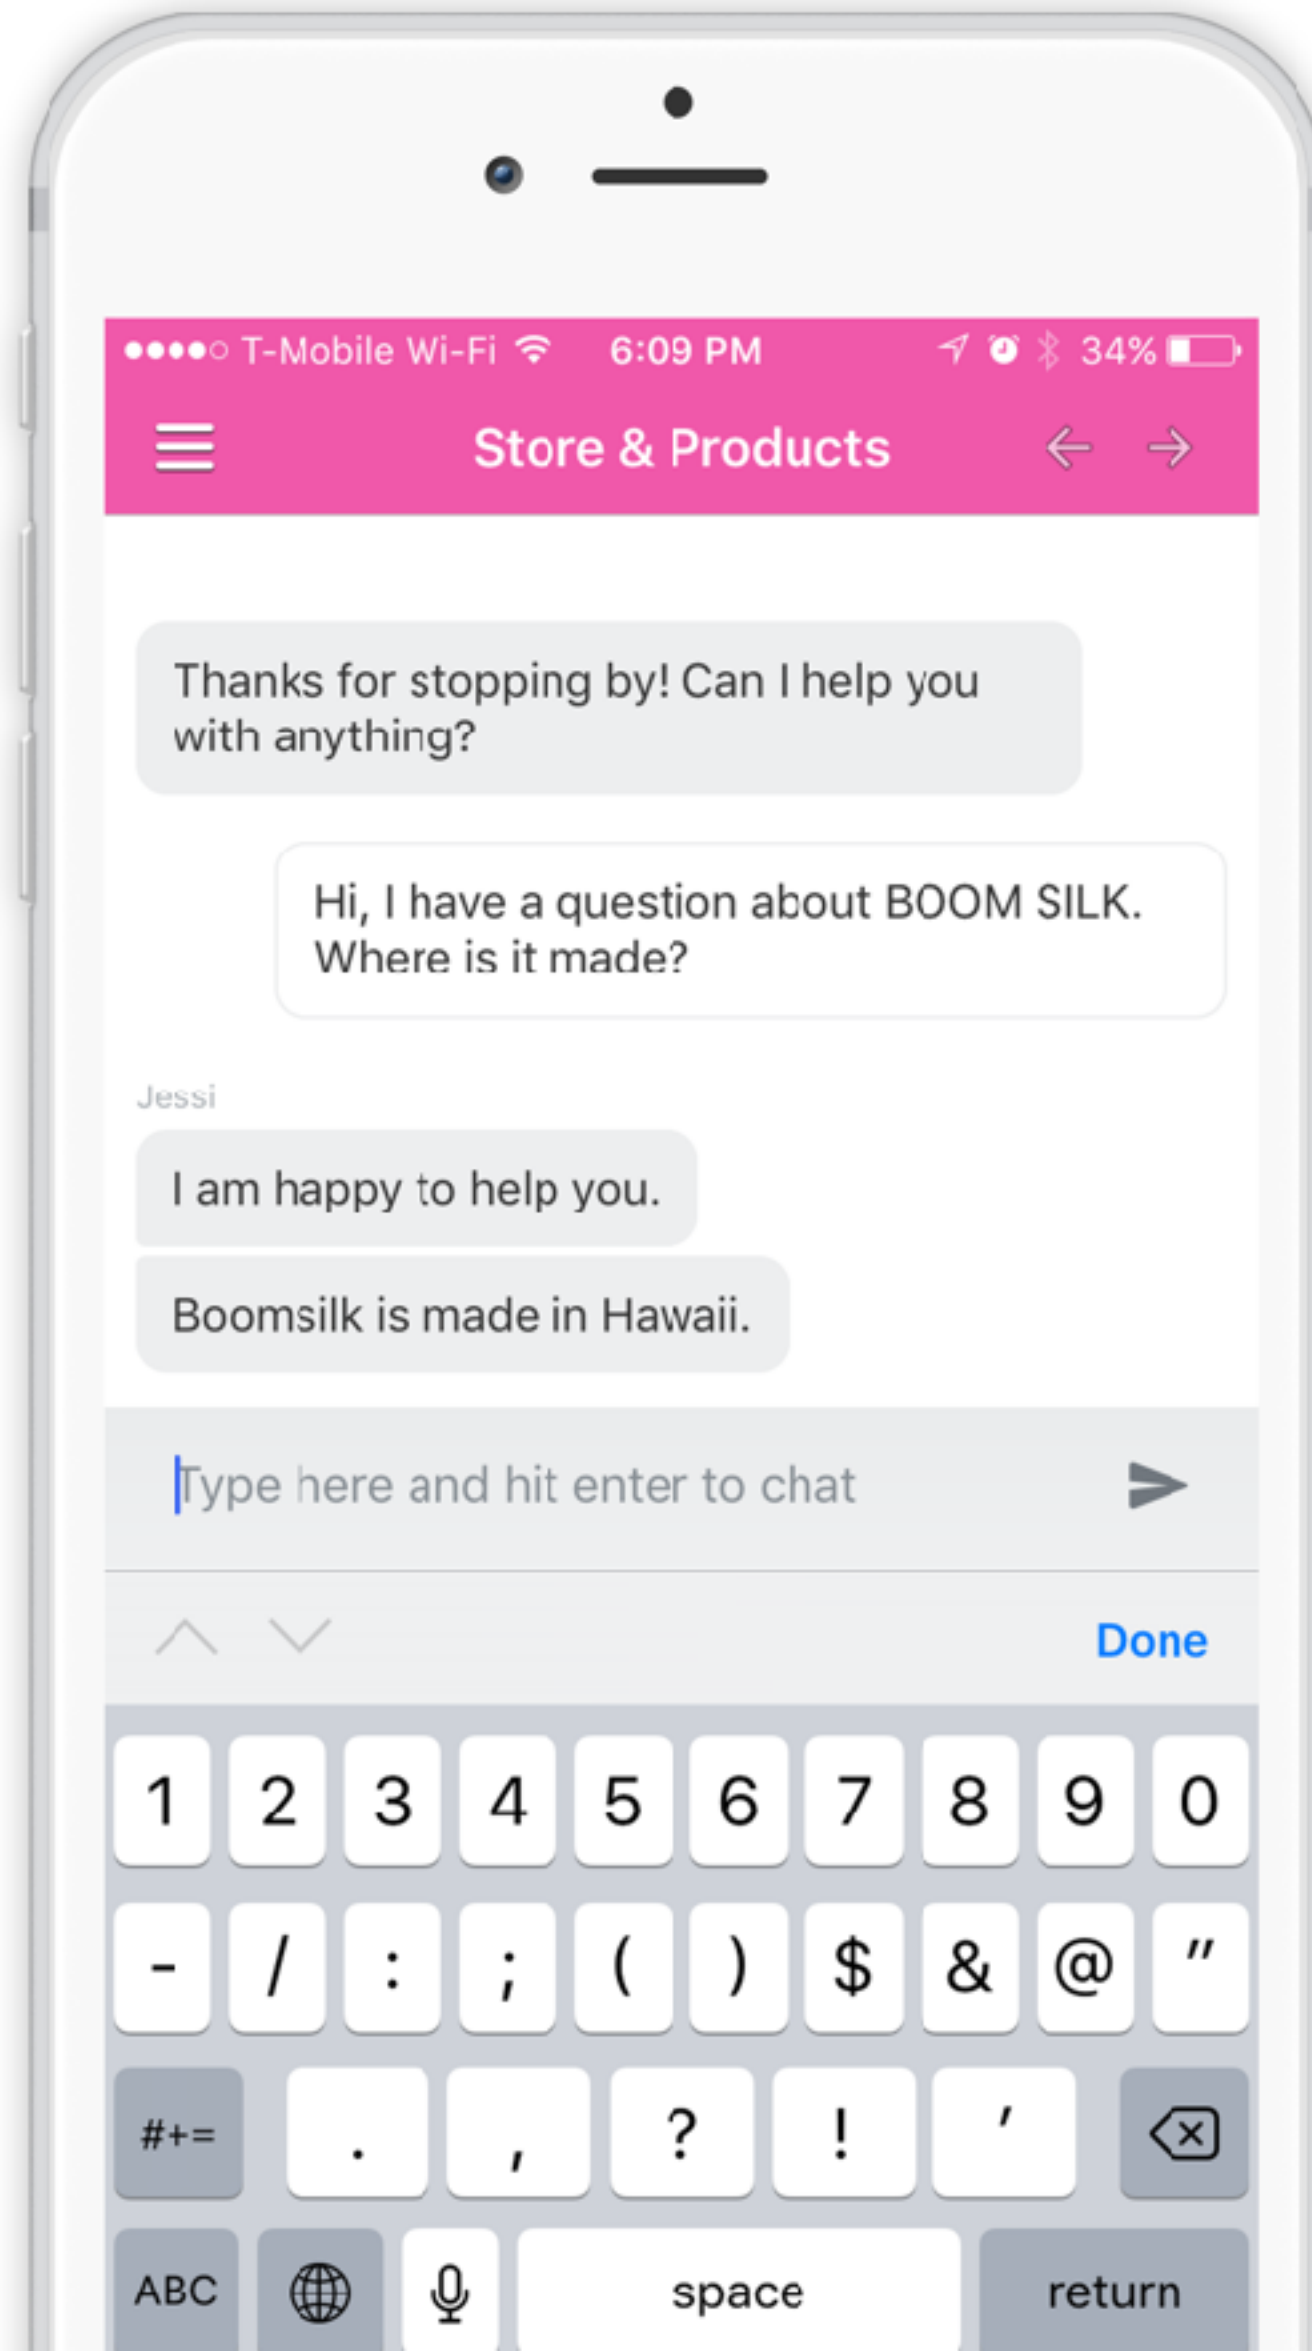 T-Mobile Wi-Fi 6:09 PM 34%
Store & Products
Thanks for stopping by! Can I help you
with anything?
Hi, I have a question about BOOM SILK.
Where is it made?
Jessi
I am happy to help you.
Boomsilk is made in Hawaii.
Type here and hit enter to chat
Done
1 2 3 4 5 6 7 8 9 0
- / : ; ( ) $ & @ "
#+= . , ? ! '
ABC space return